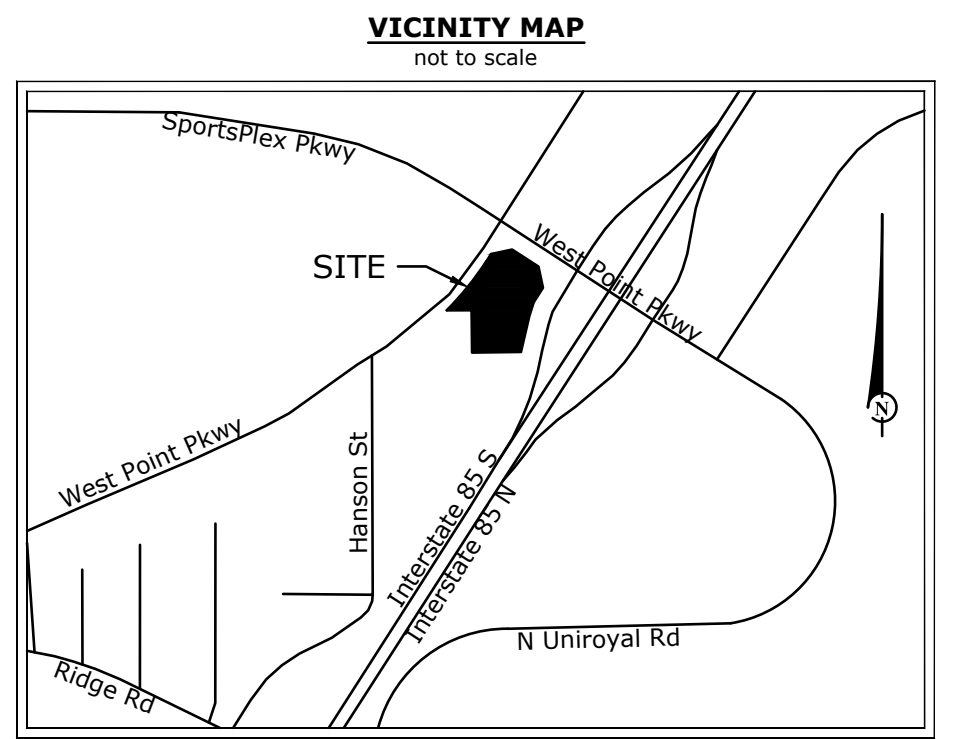 VICINITY MAP
not to scale
SportsPlex Pkwy
West Point Pkwy
SITE
N
West Point Pkwy
Hanson St
Interstate 85 S
Interstate 85 N
N Uniroyal Rd
Ridge Rd